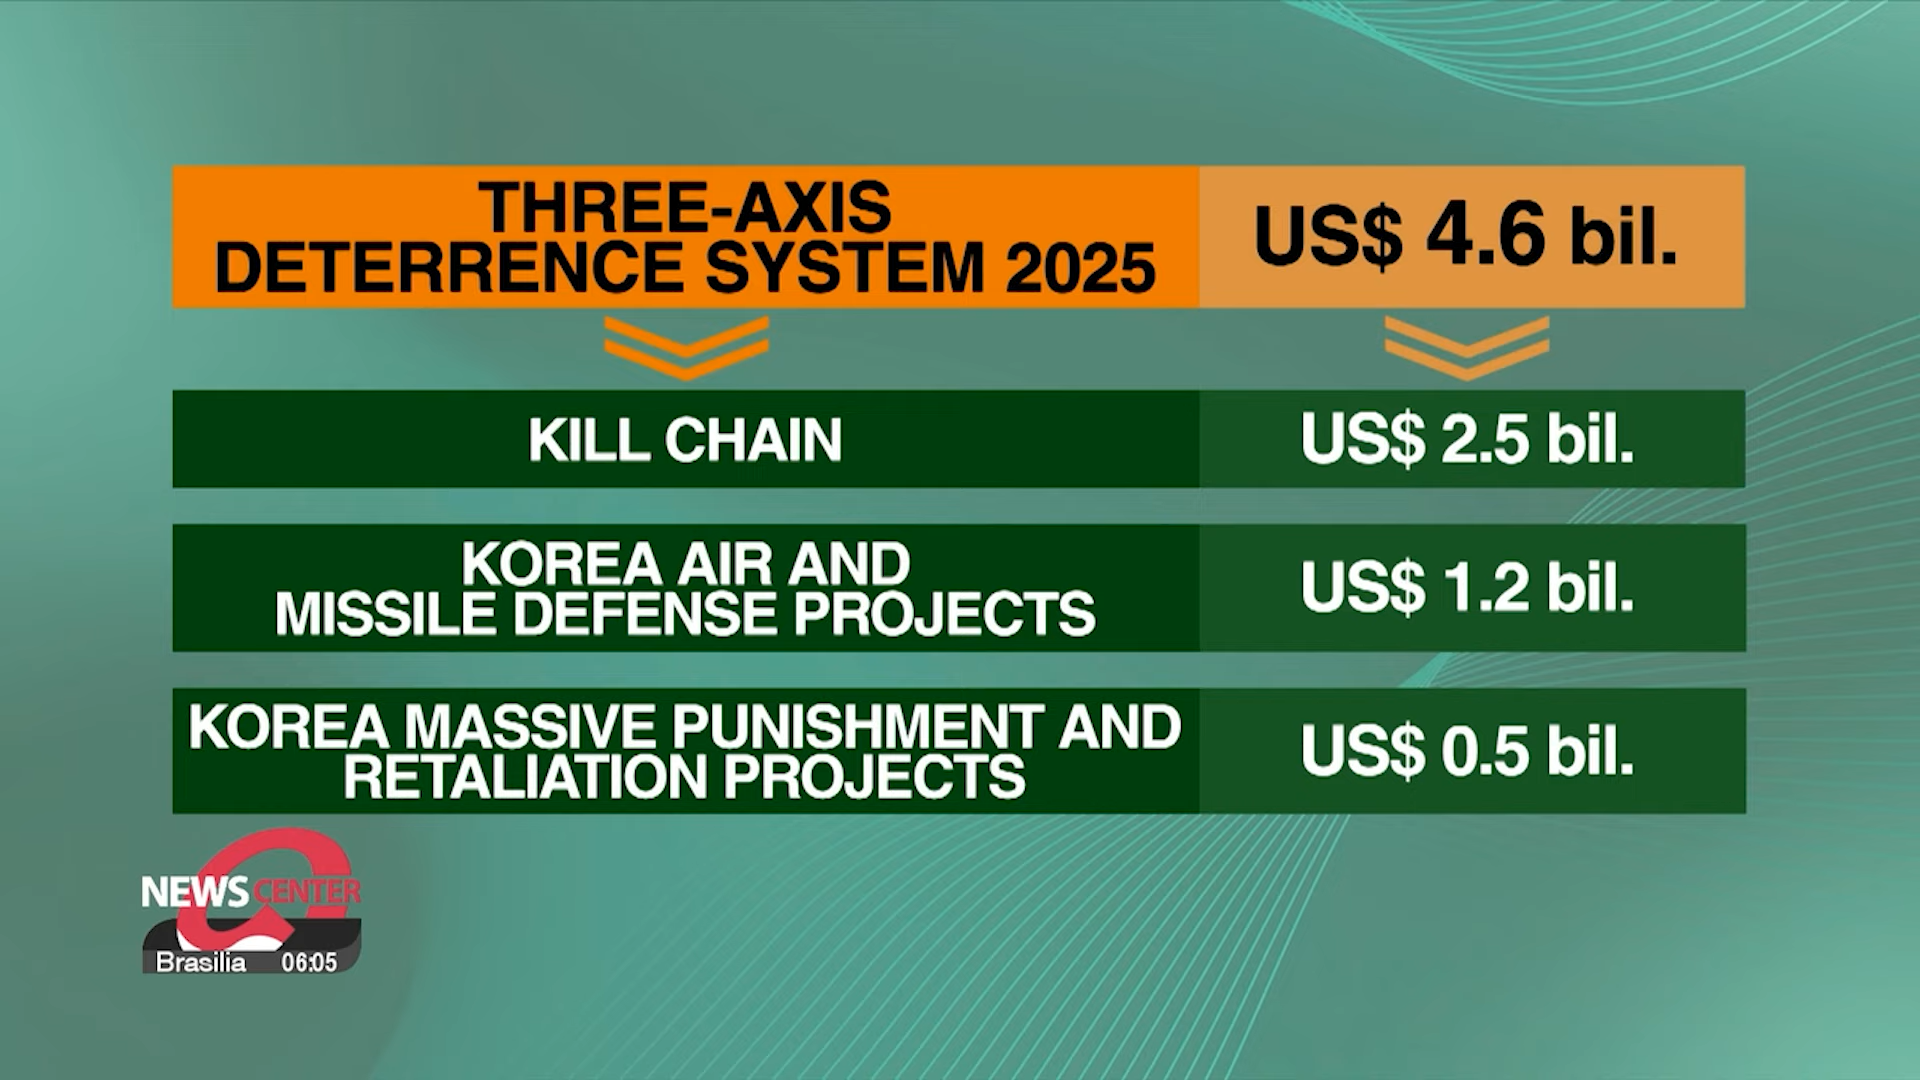 THREE-AXIS
DETERRENCE SYSTEM 2025
US$ 4.6 bil.
KILL CHAIN
US$ 2.5 bil.
KOREA AIR AND
MISSILE DEFENSE PROJECTS
US$ 1.2 bil.
KOREA MASSIVE PUNISHMENT AND
RETALIATION PROJECTS
US$ 0.5 bil.
NEWS CENTER
Brasilia 06:05